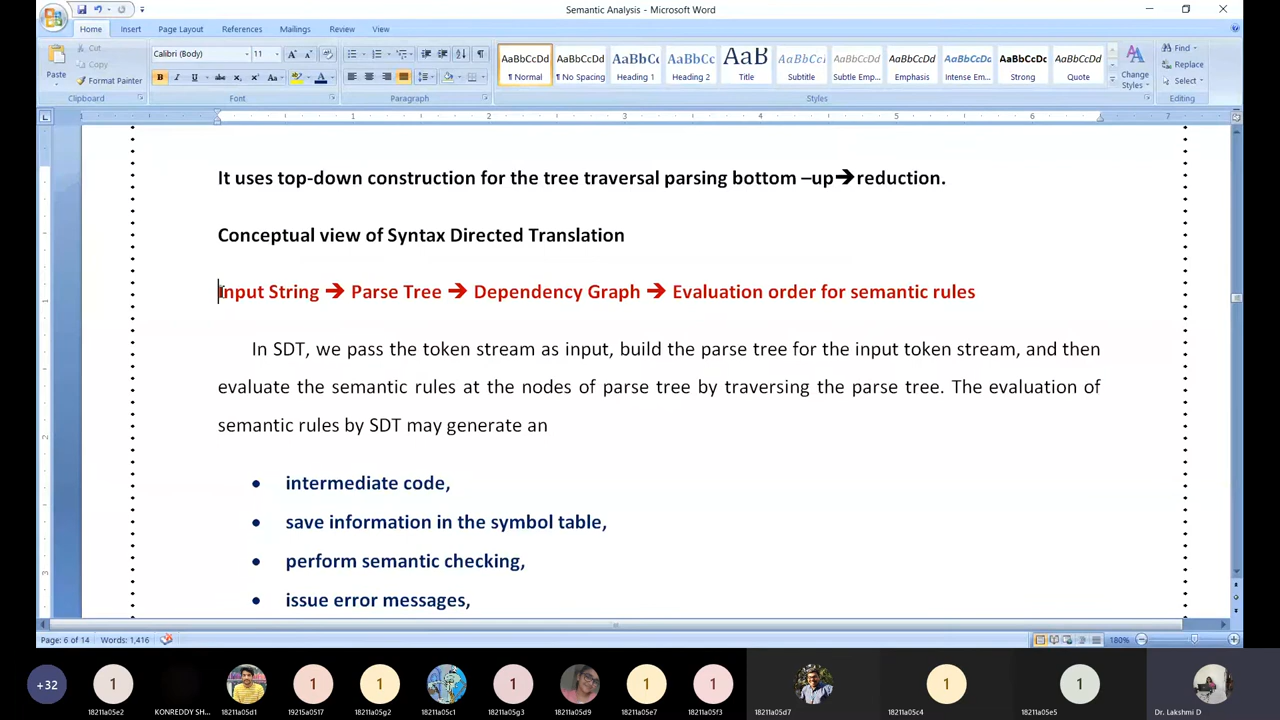 Semantic Analysis - Microsoft Word
Home Insert Page Layout References Mailings Review View
Paste
Cut
Copy
Format Painter
Clipboard
Calibri (Body) 11
Font
Paragraph
AaBbCcDd AaBbCcDd AaBbCc AaBbCc AaB AaBbCc AaBbCcDd AaBbCcDd AaBbCcDd AaBbCcDd AaBbCcDd
¶ Normal ¶ No Spacing Heading 1 Heading 2 Title Subtitle Subtle Emp... Emphasis Intense Em... Strong Quote
Change Styles
Styles
Find
Replace
Select
Editing
1 1 2 3 4 5 6 7
It uses top-down construction for the tree traversal parsing bottom –up➔reduction.
Conceptual view of Syntax Directed Translation
Input String ➔ Parse Tree ➔ Dependency Graph ➔ Evaluation order for semantic rules
In SDT, we pass the token stream as input, build the parse tree for the input token stream, and then
evaluate the semantic rules at the nodes of parse tree by traversing the parse tree. The evaluation of
semantic rules by SDT may generate an
• intermediate code,
• save information in the symbol table,
• perform semantic checking,
• issue error messages,
Page: 6 of 14 Words: 1,416 180%
+32 1 1 1 1 1 1 1 1
18211a05e2 KONREDDY SH... 18211a05d1 19215a0517 18211a05g2 18211a05c1 18211a05g3 18211a05d9 18211a05e7 18211a05f3 18211a05d7 18211a05c4 18211a05e5 Dr. Lakshmi D